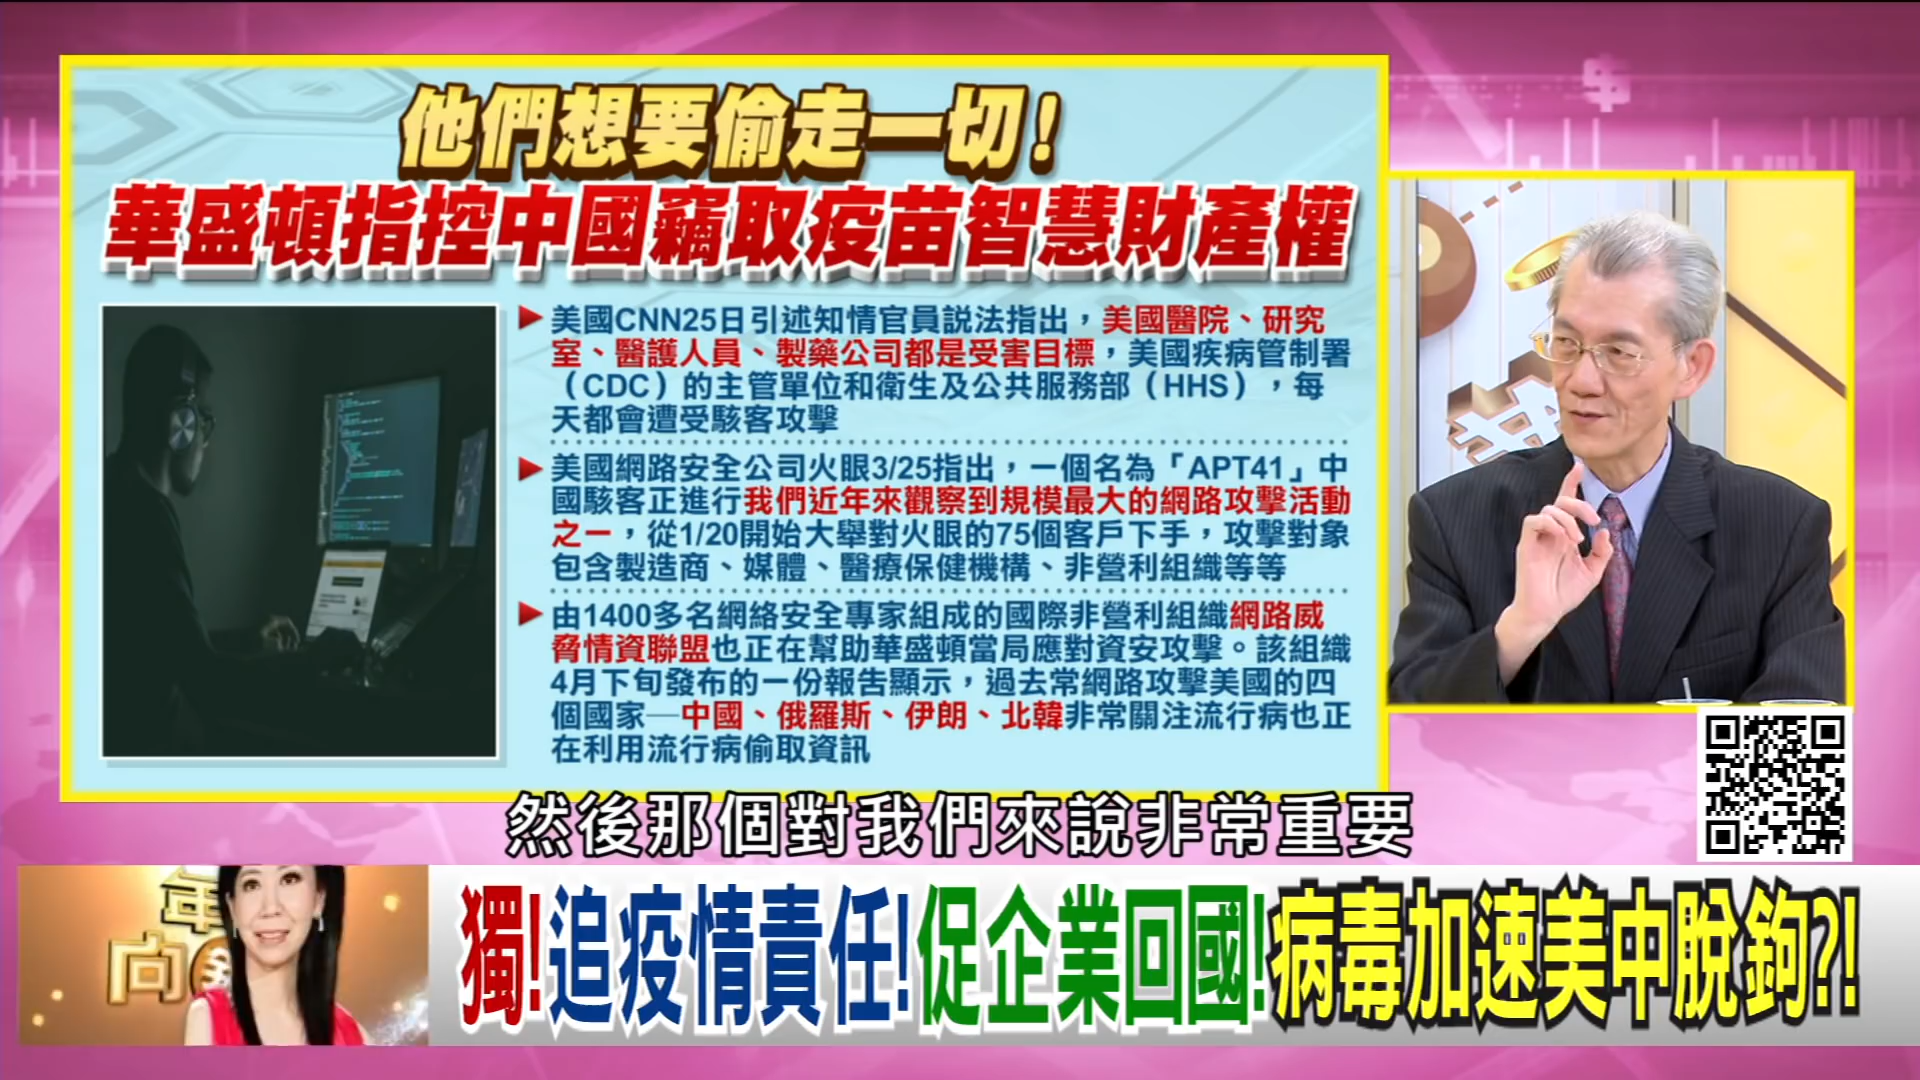 他們想要偷走一切!
華盛頓指控中國竊取疫苗智慧財產權
美國CNN25日引述知情官員說法指出，美國醫院、研究
室、醫護人員、製藥公司都是受害目標，美國疾病管制署
（CDC）的主管單位和衛生及公共服務部（HHS），每
天都會遭受駭客攻擊
美國網路安全公司火眼3/25指出，一個名為「APT41」中
國駭客正進行我們近年來觀察到規模最大的網路攻擊活動
之一，從1/20開始大舉對火眼的75個客戶下手，攻擊對象
包含製造商、媒體、醫療保健機構、非營利組織等等
由1400多名網絡安全專家組成的國際非營利組織網路威
脅情資聯盟也正在幫助華盛頓當局應對資安攻擊。該組織
4月下旬發布的一份報告顯示，過去常網路攻擊美國的四
個國家─中國、俄羅斯、伊朗、北韓非常關注流行病也正
在利用流行病偷取資訊
然後那個對我們來說非常重要
年
向
獨!追疫情責任!促企業回國!病毒加速美中脫鉤?!